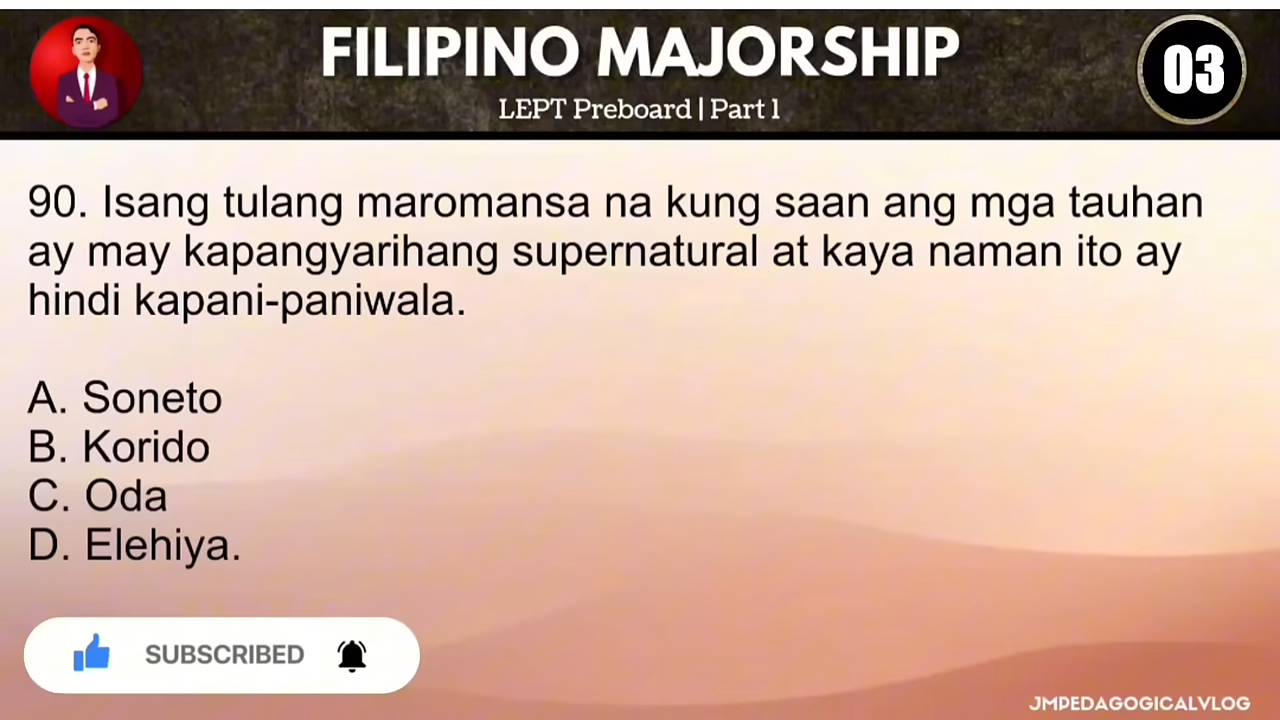 FILIPINO MAJORSHIP
LEPT Preboard | Part 1
03
90. Isang tulang maromansa na kung saan ang mga tauhan
ay may kapangyarihang supernatural at kaya naman ito ay
hindi kapani-paniwala.
A. Soneto
B. Korido
C. Oda
D. Elehiya.
SUBSCRIBED
JMPEDAGOGICALVLOG